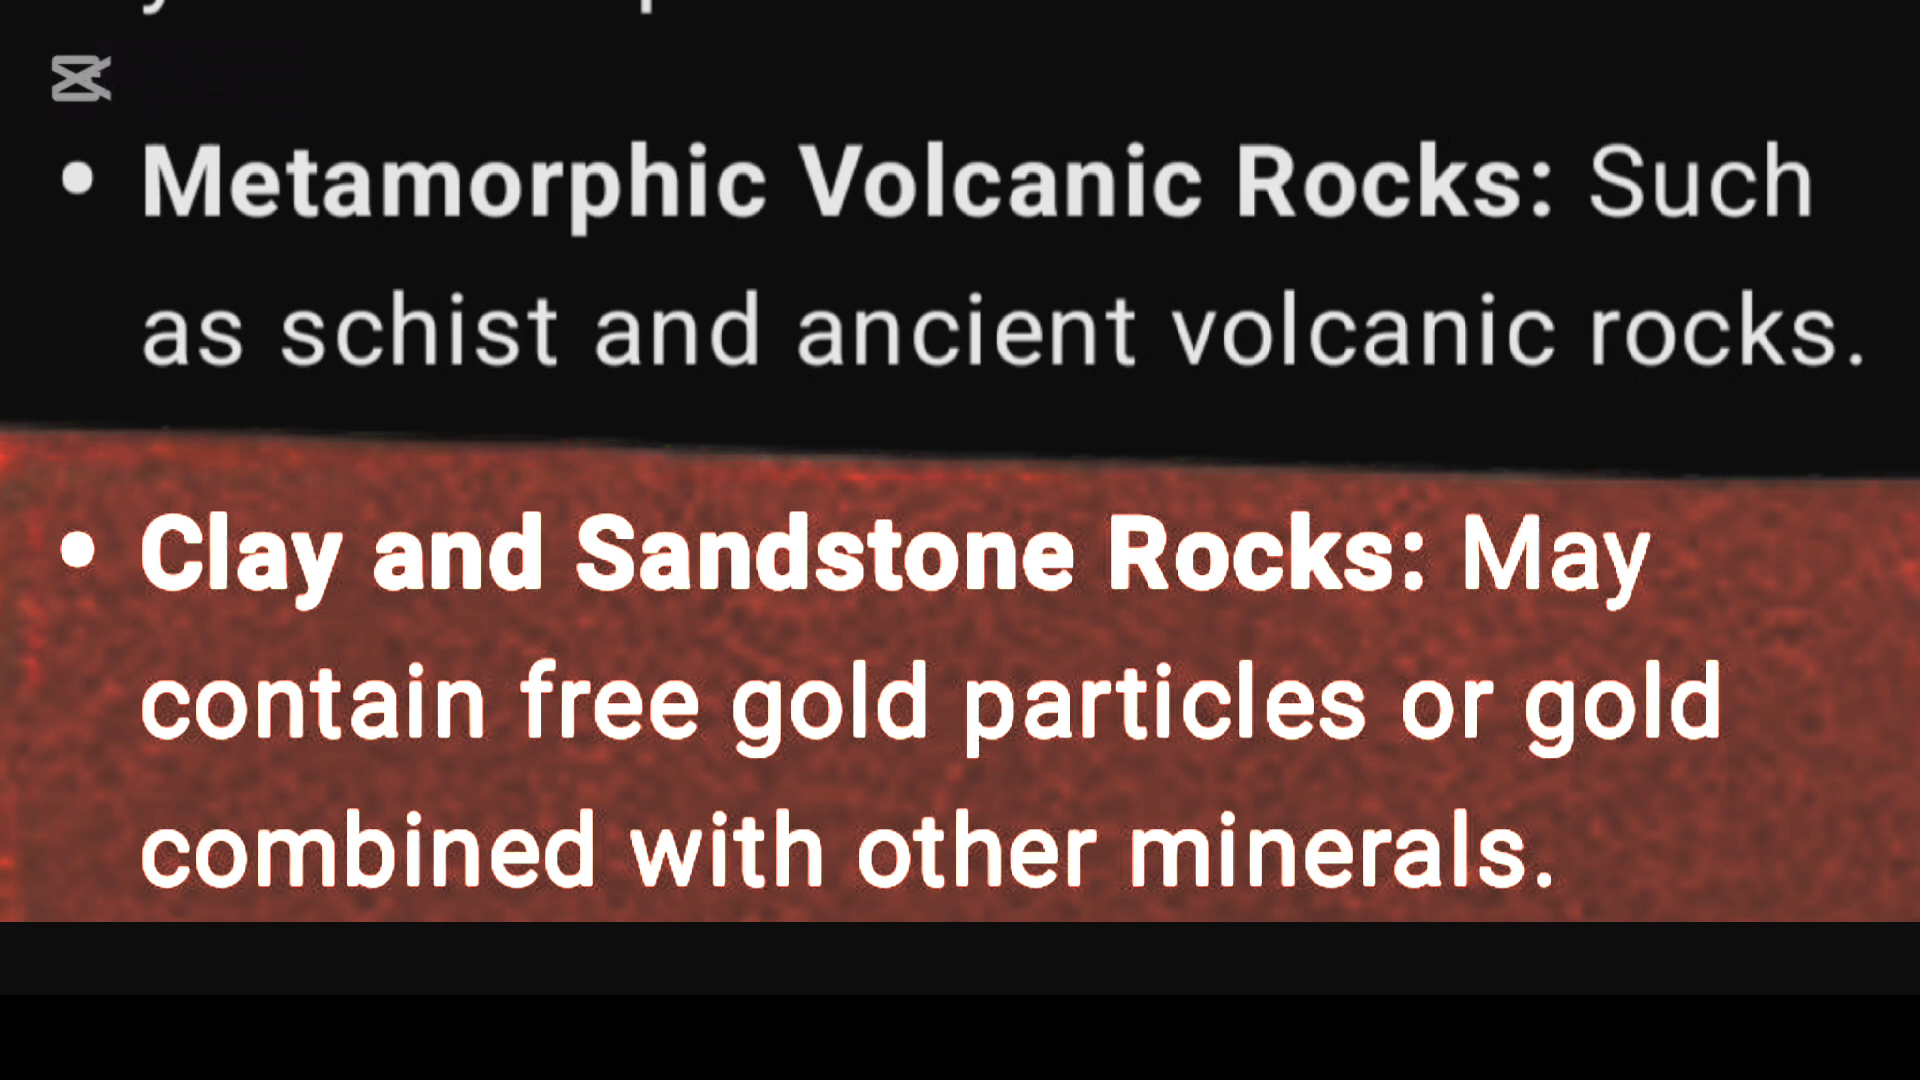 • Metamorphic Volcanic Rocks: Such
as schist and ancient volcanic rocks.
• Clay and Sandstone Rocks: May
contain free gold particles or gold
combined with other minerals.